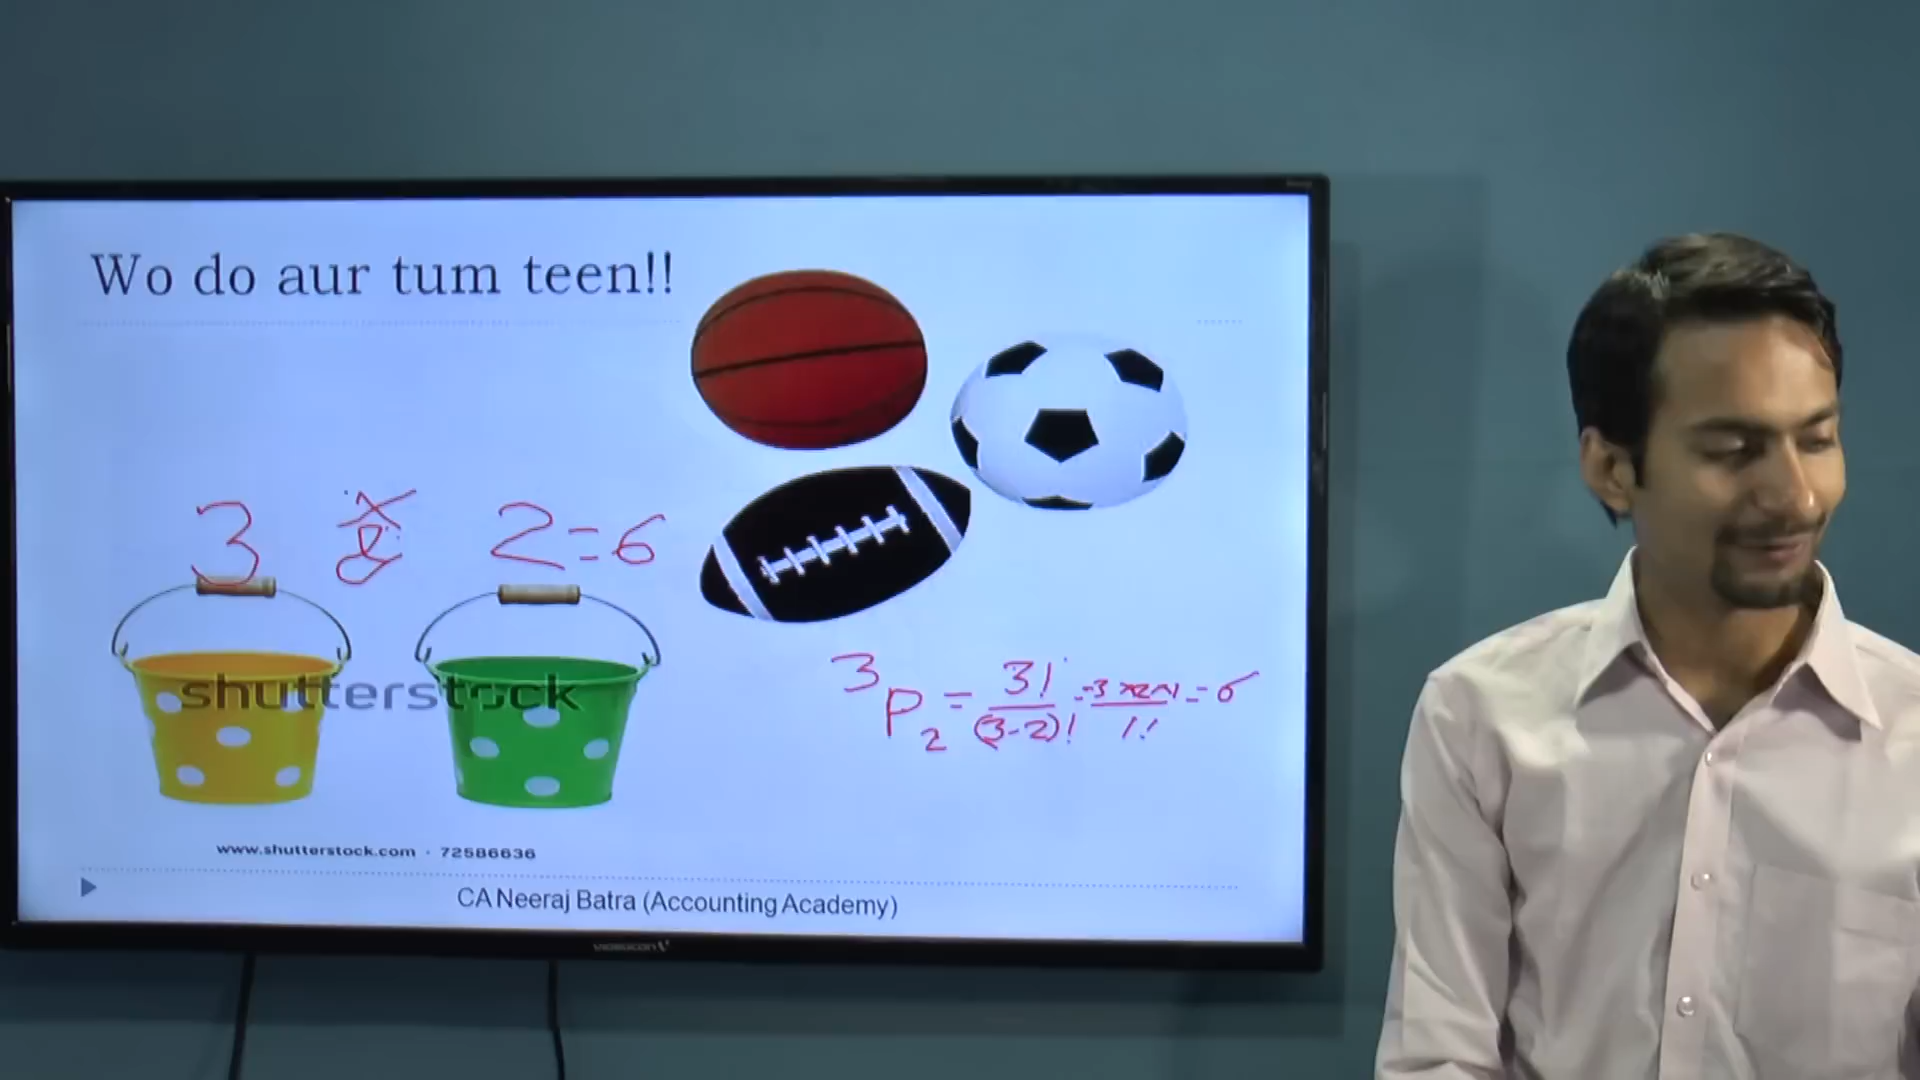 Wo do aur tum teen!!
3 × 2 = 6
shutterstock
³P₂ = 3! / (3-2)! = 3×2×1 / 1! = 6
www.shutterstock.com · 72586636
CA Neeraj Batra (Accounting Academy)
videocon